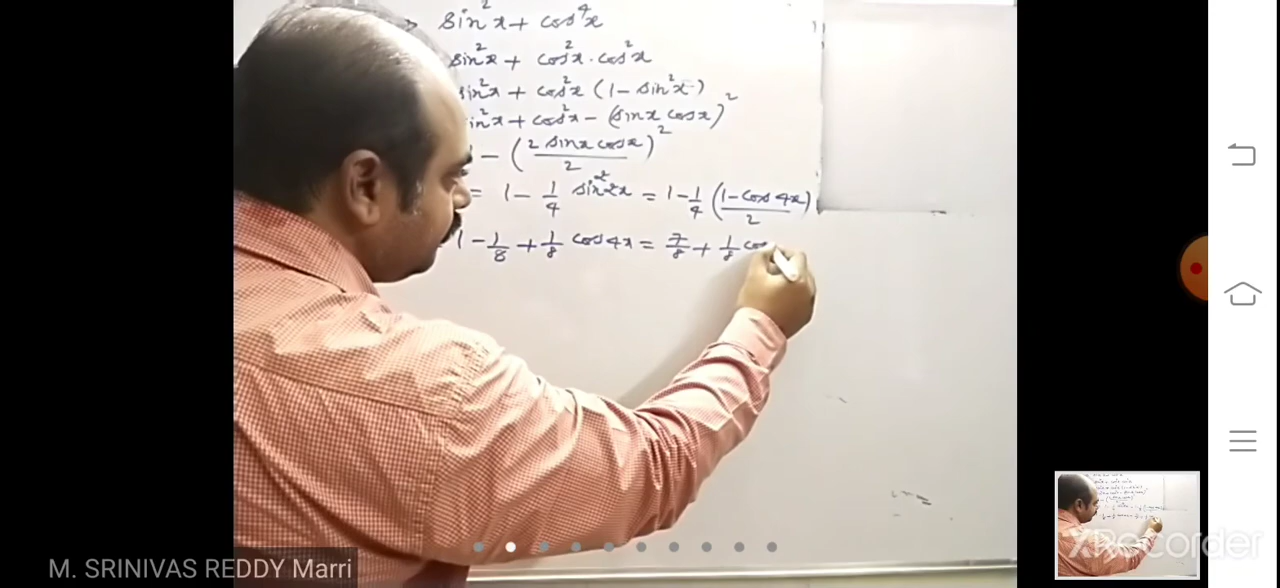 sin²x + cos⁴x
sin²x + cos²x · cos²x
sin²x + cos²x (1 - sin²x)
sin²x + cos²x - (sinx cosx)²
- (2 sinx cosx / 2)²
= 1 - 1/4 sin²2x = 1 - 1/4 (1 - cos 4x / 2)
1 - 1/8 + 1/8 cos 4x = 7/8 + 1/8 cos
M. SRINIVAS REDDY Marri
XRecorder